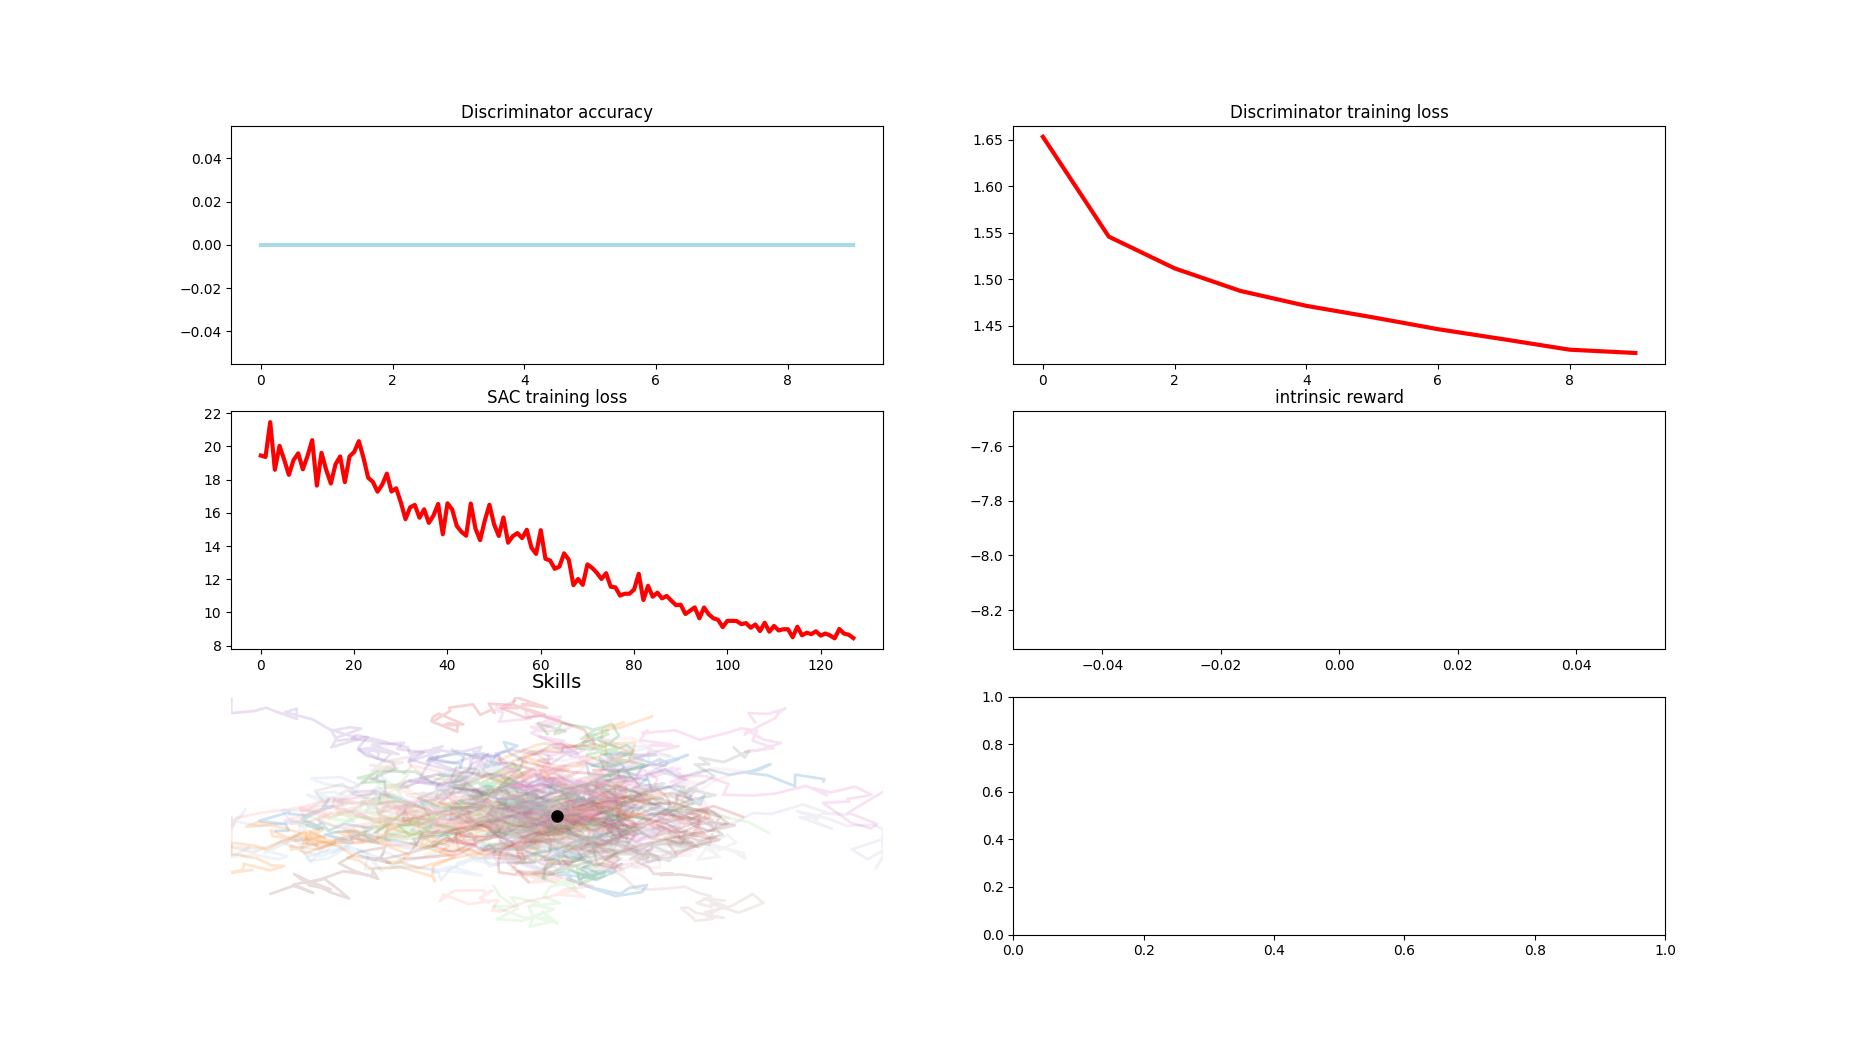 Discriminator accuracy
0.04
0.02
0.00
−0.02
−0.04
0 2 4 6 8
Discriminator training loss
1.65
1.60
1.55
1.50
1.45
0 2 4 6 8
SAC training loss
22
20
18
16
14
12
10
8
0 20 40 60 80 100 120
intrinsic reward
−7.6
−7.8
−8.0
−8.2
−0.04 −0.02 0.00 0.02 0.04
Skills
1.0
0.8
0.6
0.4
0.2
0.0
0.0 0.2 0.4 0.6 0.8 1.0